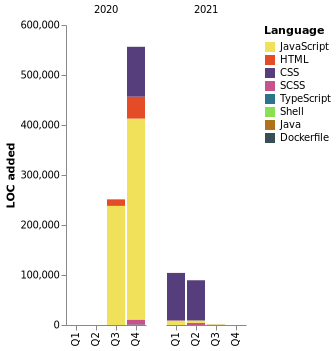 2020 2021
Language
JavaScript
HTML
CSS
SCSS
TypeScript
Shell
Java
Dockerfile
LOC added
600,000
500,000
400,000
300,000
200,000
100,000
0
Q1 Q2 Q3 Q4 Q1 Q2 Q3 Q4